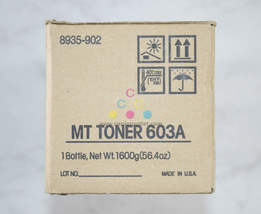 8935-902
MT TONER 603A
1 Bottle, Net Wt. 1600g(56.4oz)
LOT NO.
MADE IN U.S.A.